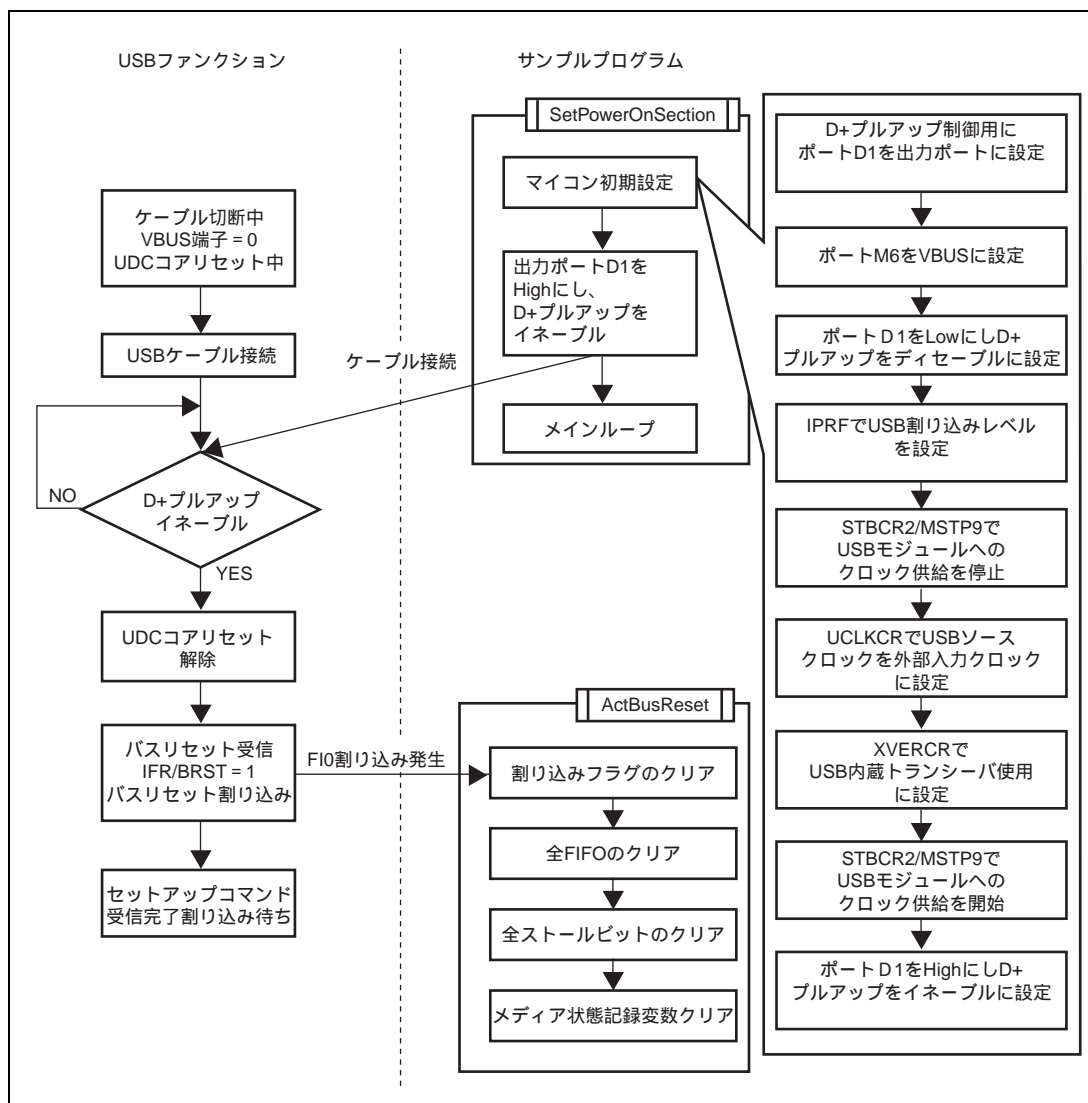 USBファンクション
サンプルプログラム
ケーブル切断中
VBUS端子 = 0
UDCコアリセット中
USBケーブル接続
D+プルアップ
イネーブル
NO
YES
UDCコアリセット
解除
バスリセット受信
IFR/BRST = 1
バスリセット割り込み
セットアップコマンド
受信完了割り込み待ち
ケーブル接続
FI0割り込み発生
SetPowerOnSection
マイコン初期設定
出力ポートD1を
Highにし、
D+プルアップを
イネーブル
メインループ
ActBusReset
割り込みフラグのクリア
全FIFOのクリア
全ストールビットのクリア
メディア状態記録変数クリア
D+プルアップ制御用に
ポートD1を出力ポートに設定
ポートM6をVBUSに設定
ポートD1をLowにしD+
プルアップをディセーブルに設定
IPRFでUSB割り込みレベル
を設定
STBCR2/MSTP9で
USBモジュールへの
クロック供給を停止
UCLKCRでUSBソース
クロックを外部入力クロック
に設定
XVERCRで
USB内蔵トランシーバ使用
に設定
STBCR2/MSTP9で
USBモジュールへの
クロック供給を開始
ポートD1をHighにしD+
プルアップをイネーブルに設定